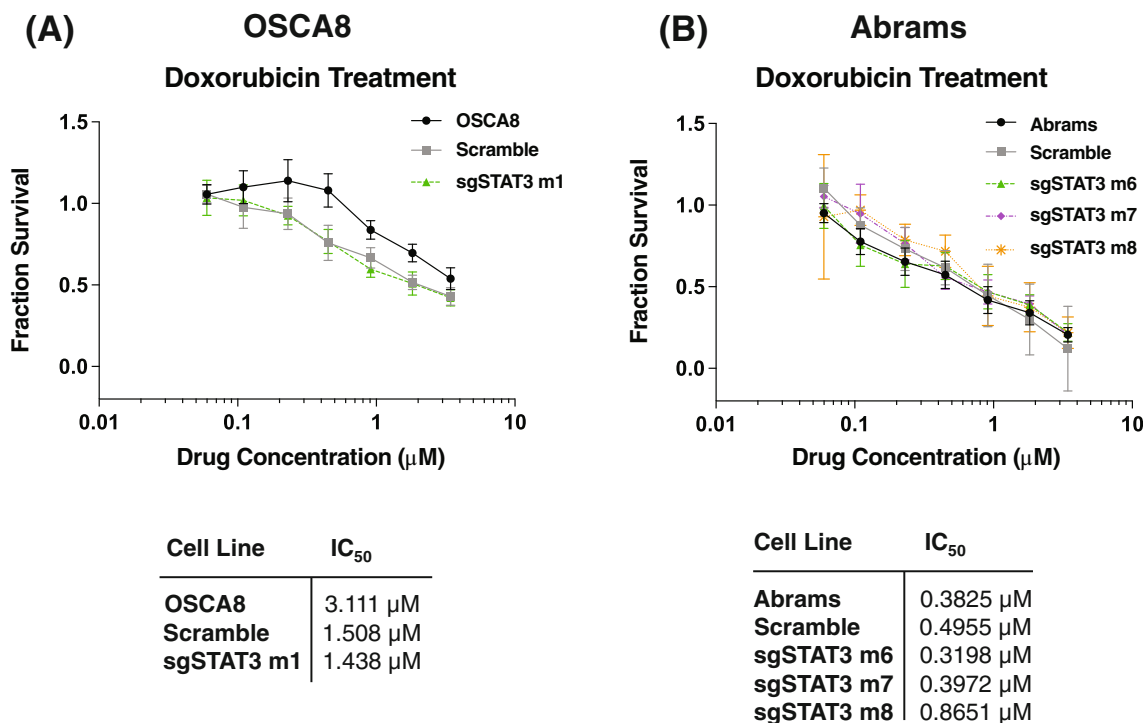 (A)
OSCA8
Doxorubicin Treatment
OSCA8
Scramble
sgSTAT3 m1
Fraction Survival
1.5
1.0
0.5
0.0
0.01
0.1
1
10
Drug Concentration (μM)
Cell Line IC50
OSCA8 3.111 μM
Scramble 1.508 μM
sgSTAT3 m1 1.438 μM
(B)
Abrams
Doxorubicin Treatment
Abrams
Scramble
sgSTAT3 m6
sgSTAT3 m7
sgSTAT3 m8
Fraction Survival
1.5
1.0
0.5
0.0
0.01
0.1
1
10
Drug Concentration (μM)
Cell Line IC50
Abrams 0.3825 μM
Scramble 0.4955 μM
sgSTAT3 m6 0.3198 μM
sgSTAT3 m7 0.3972 μM
sgSTAT3 m8 0.8651 μM